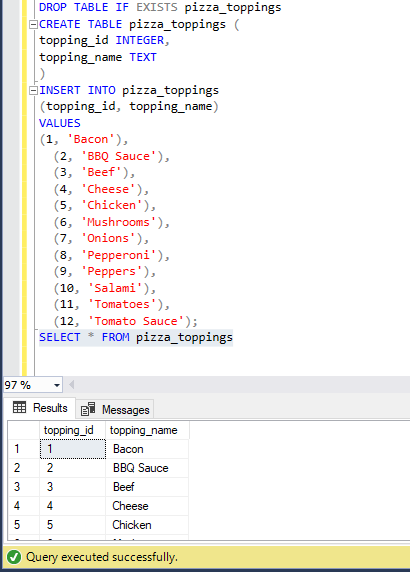 DROP TABLE IF EXISTS pizza_toppings
CREATE TABLE pizza_toppings (
topping_id INTEGER,
topping_name TEXT
)
INSERT INTO pizza_toppings
(topping_id, topping_name)
VALUES
(1, 'Bacon'),
(2, 'BBQ Sauce'),
(3, 'Beef'),
(4, 'Cheese'),
(5, 'Chicken'),
(6, 'Mushrooms'),
(7, 'Onions'),
(8, 'Pepperoni'),
(9, 'Peppers'),
(10, 'Salami'),
(11, 'Tomatoes'),
(12, 'Tomato Sauce');
SELECT * FROM pizza_toppings
97 %
Results Messages
topping_id topping_name
1 1 Bacon
2 2 BBQ Sauce
3 3 Beef
4 4 Cheese
5 5 Chicken
Query executed successfully.